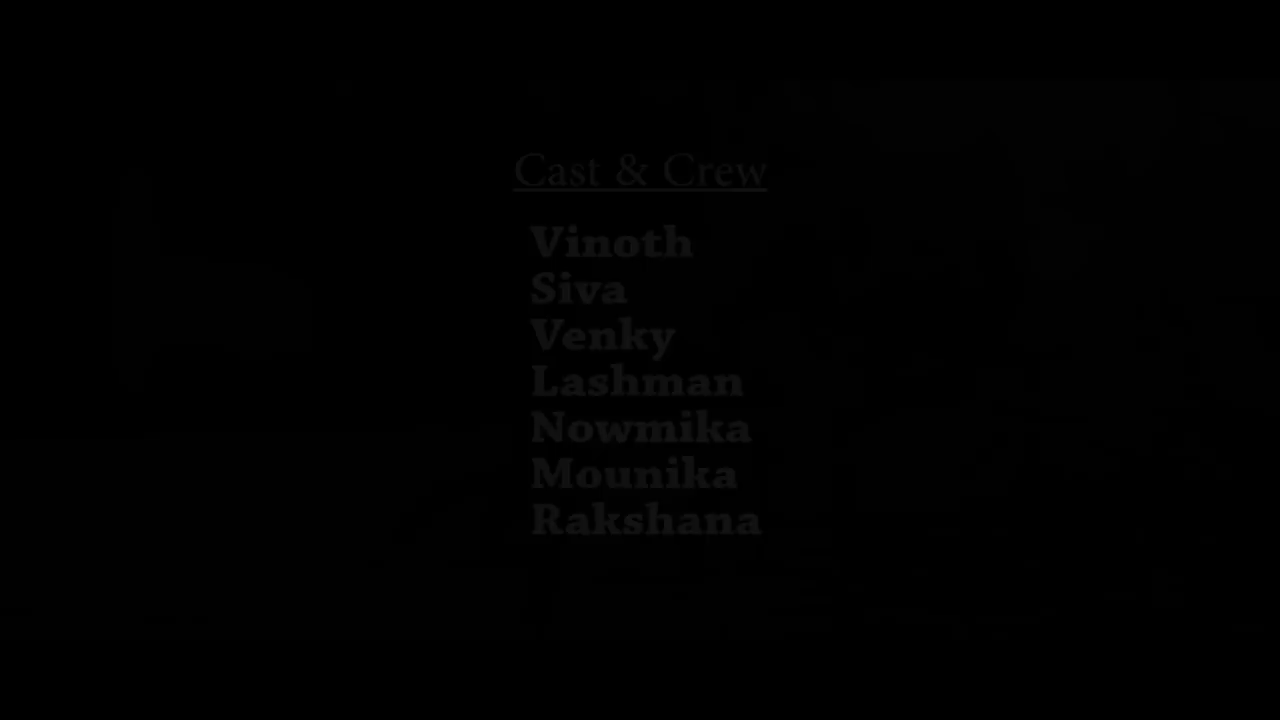 Cast & Crew
Vinoth
Siva
Venky
Lashman
Nowmika
Mounika
Rakshana